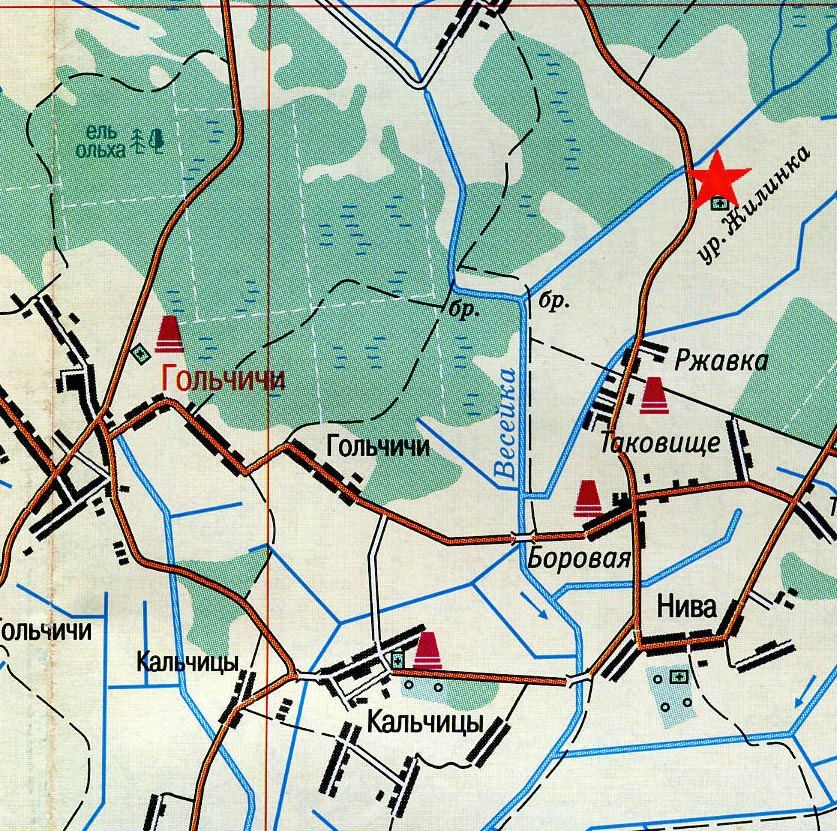 ель
ольха
ур. Жилинка
бр.
бр.
Ржавка
Гольчичи
Весейка
Гольчичи
Таковище
Боровая
Нива
Гольчичи
Кальчицы
Кальчицы